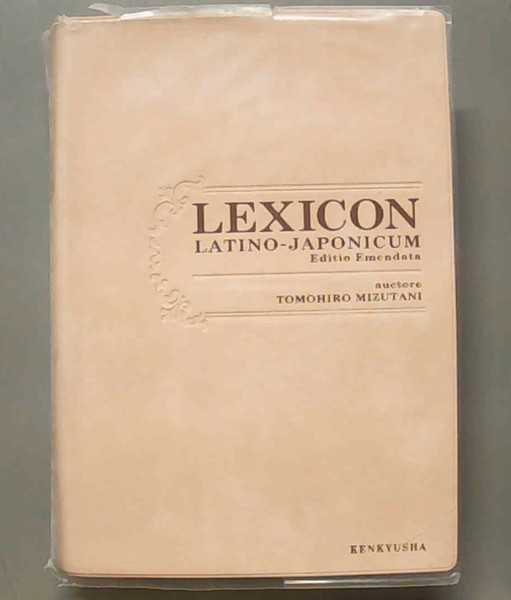 LEXICON
LATINO-JAPONICUM
Editio Emendata
auctore
TOMOHIRO MIZUTANI
KENKYUSHA